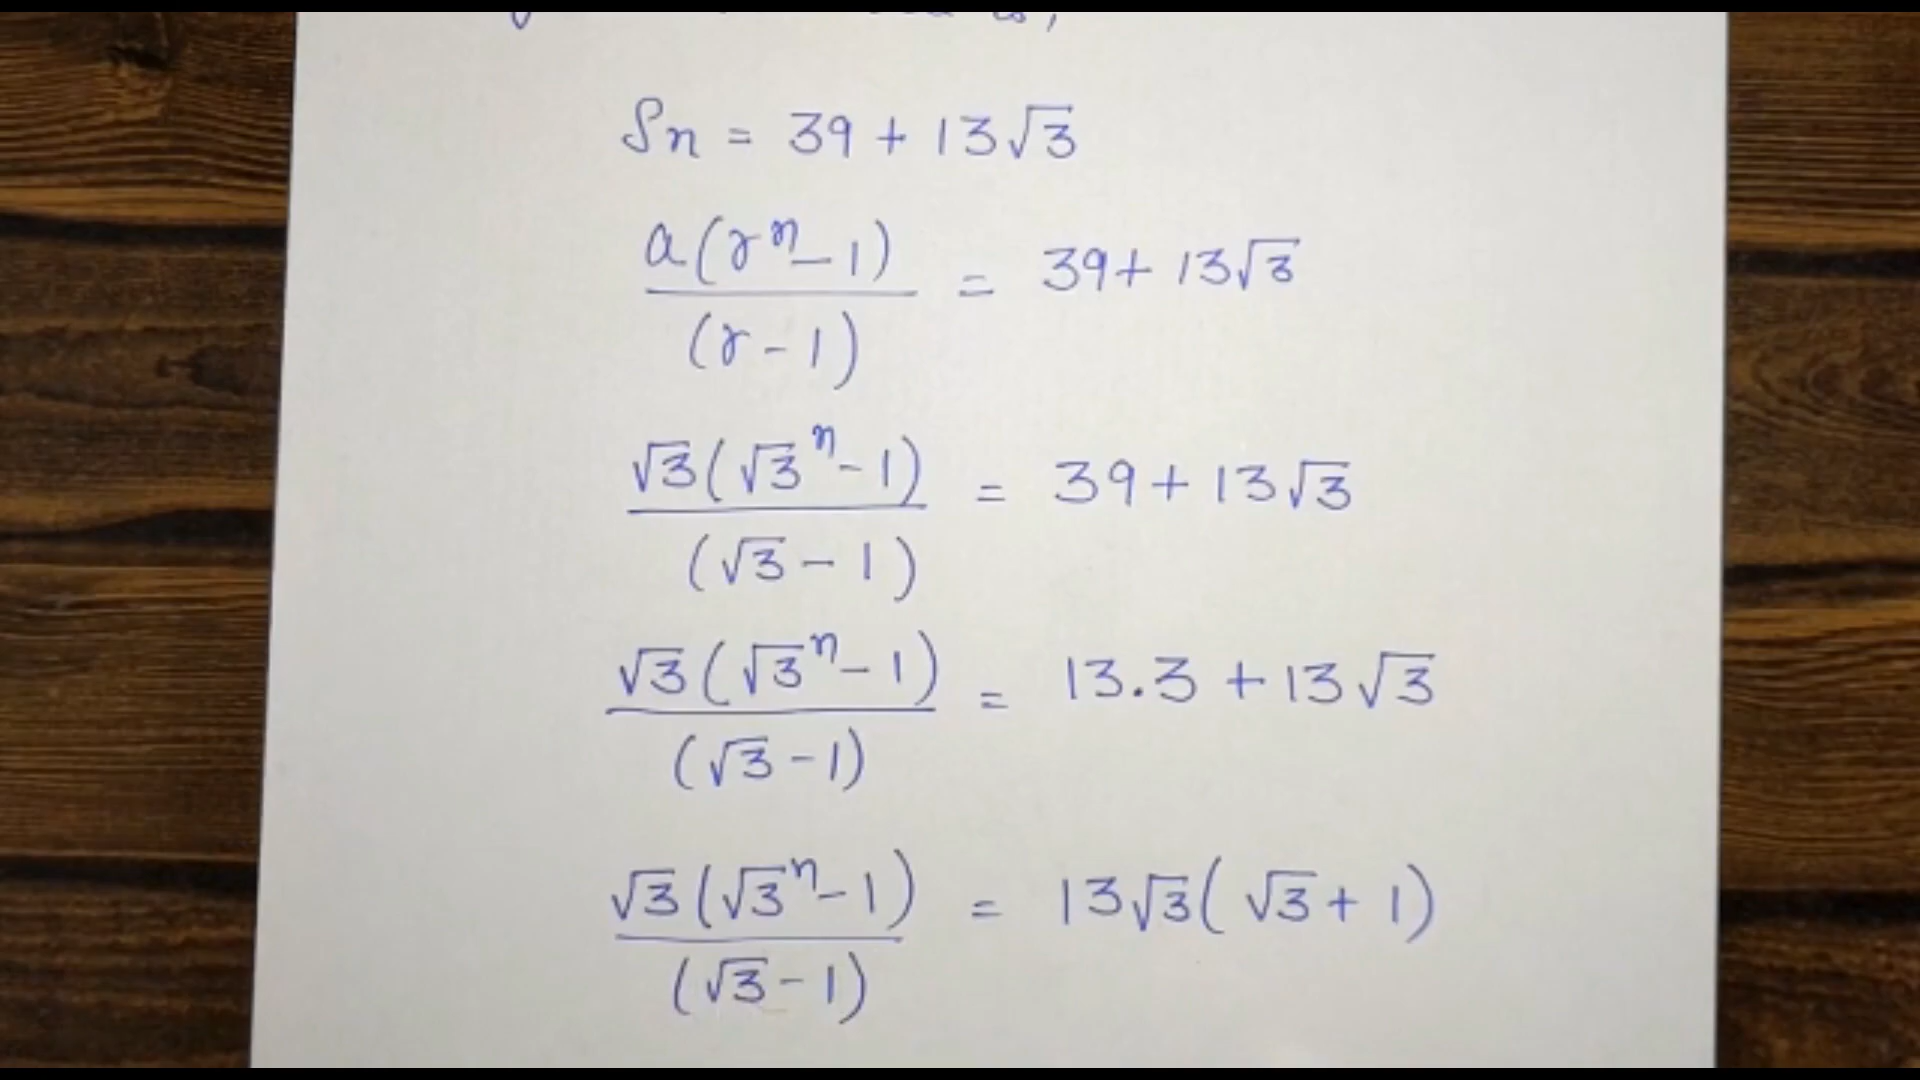 Sn = 39 + 13√3
a(r^n - 1) / (r - 1) = 39 + 13√3
√3(√3^n - 1) / (√3 - 1) = 39 + 13√3
√3(√3^n - 1) / (√3 - 1) = 13.3 + 13√3
√3(√3^n - 1) / (√3 - 1) = 13√3(√3 + 1)